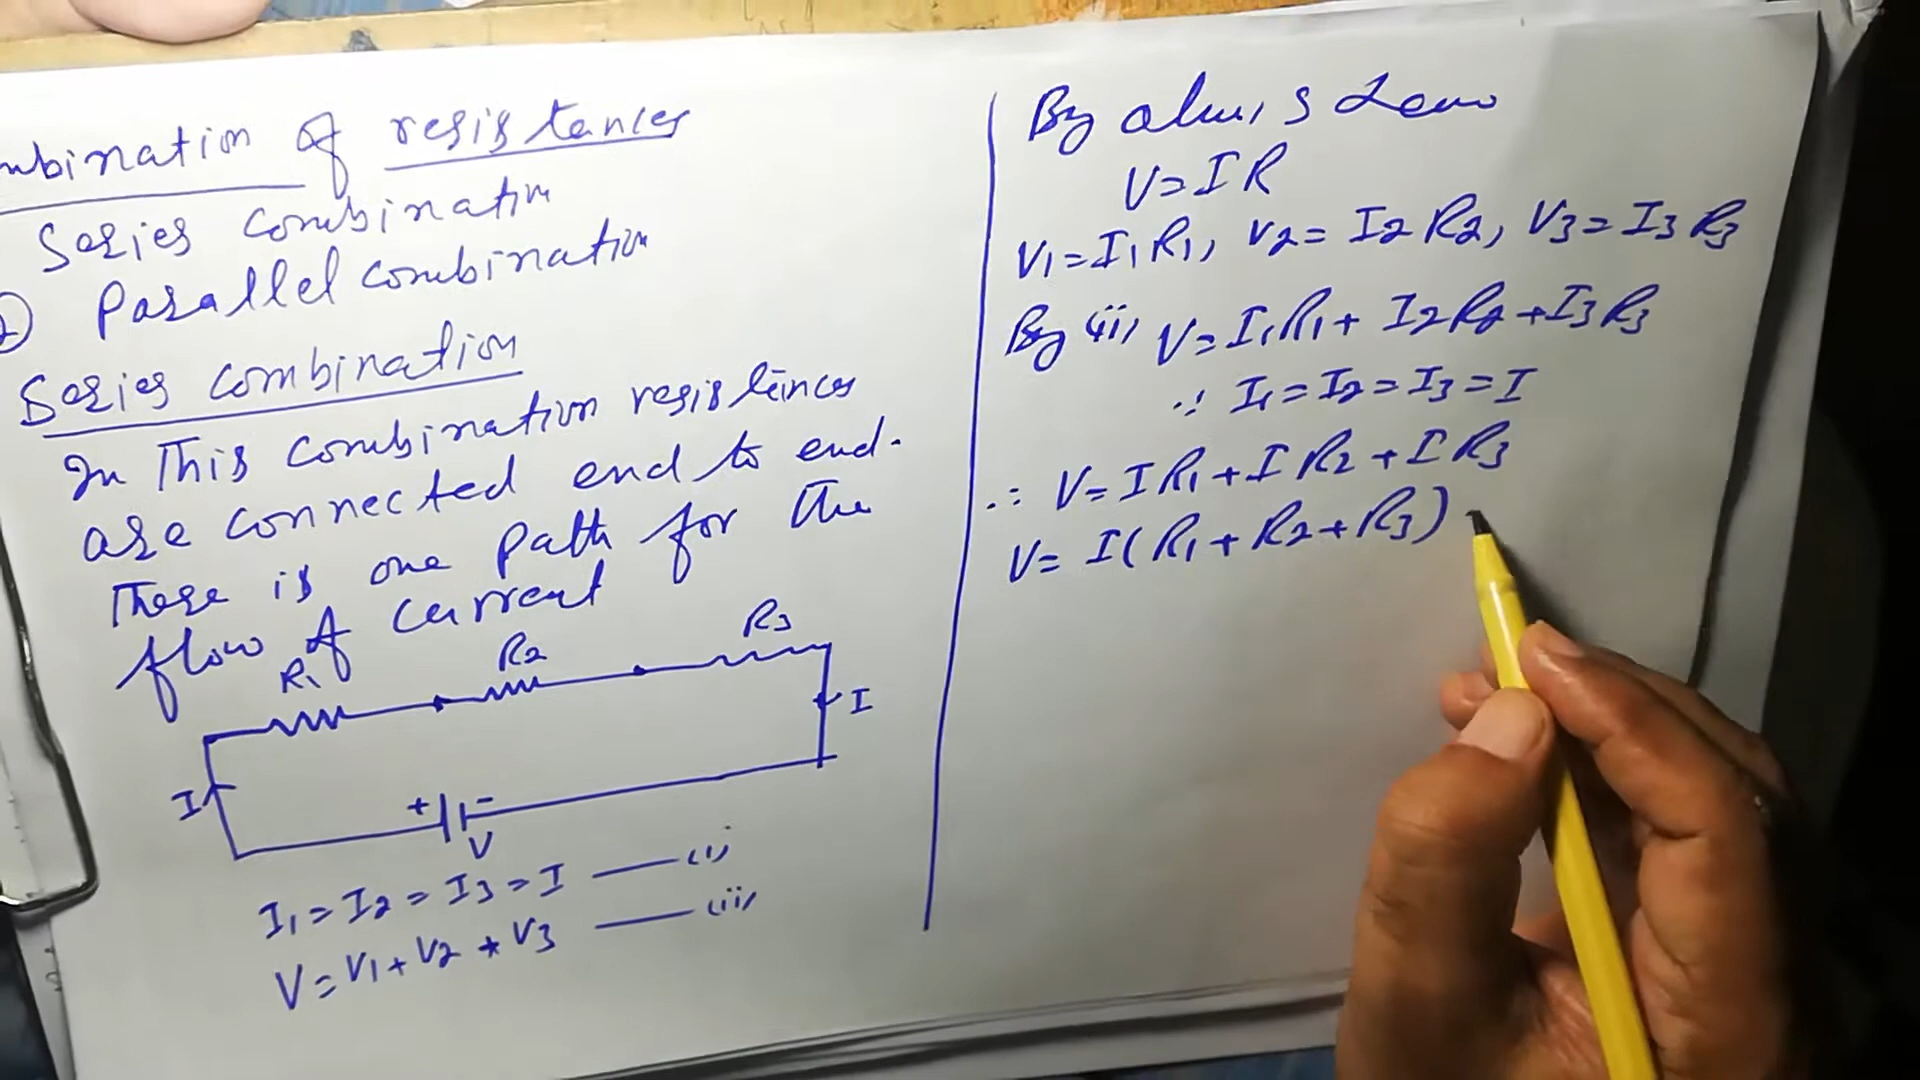 mbination of resistances
Series combination
2) Parallel combination
Series combination
In This combination resistances
are connected end to end.
There is one path for the
flow of current
R1 R2 R3
I
I
+ -
V
I1 = I2 = I3 = I —— (i)
V = V1 + V2 + V3 —— (ii)
By ohm's Law
V = IR
V1 = I1R1, V2 = I2R2, V3 = I3R3
By (ii) V = I1R1 + I2R2 + I3R3
∵ I1 = I2 = I3 = I
∴ V = IR1 + IR2 + IR3
V = I(R1 + R2 + R3)